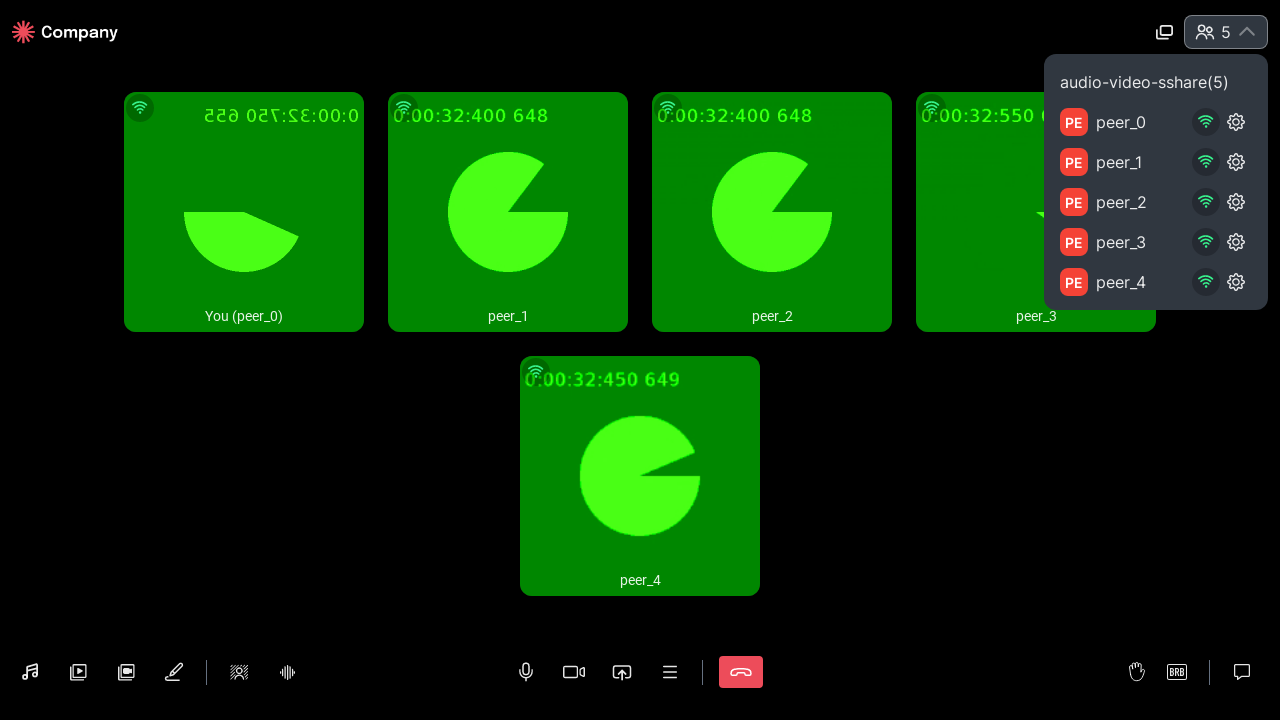 Company
5
audio-video-sshare(5)
PE peer_0
PE peer_1
PE peer_2
PE peer_3
PE peer_4
0:00:32:750 655
0:00:32:400 648
0:00:32:400 648
0:00:32:550
You (peer_0)
peer_1
peer_2
peer_3
0:00:32:450 649
peer_4
BRB